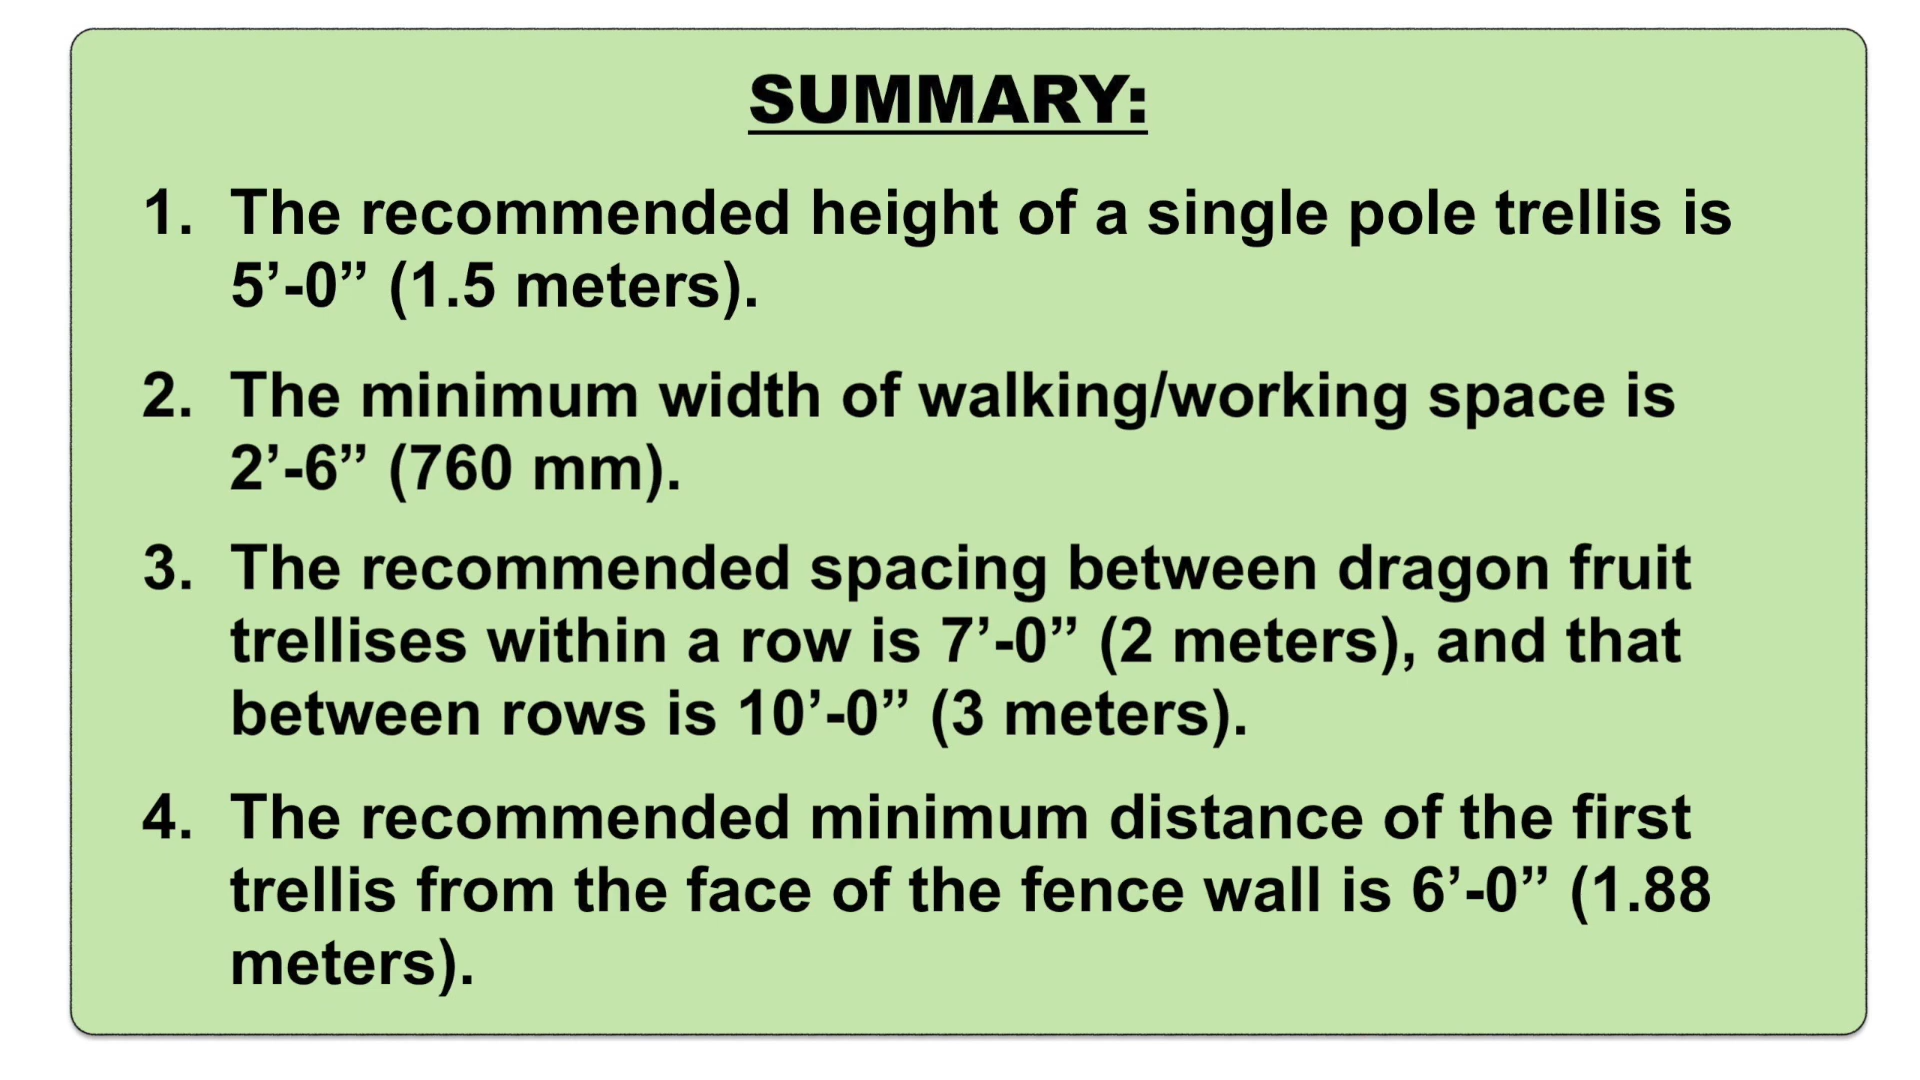 SUMMARY:
1. The recommended height of a single pole trellis is
5’-0” (1.5 meters).
2. The minimum width of walking/working space is
2’-6” (760 mm).
3. The recommended spacing between dragon fruit
trellises within a row is 7’-0” (2 meters), and that
between rows is 10’-0” (3 meters).
4. The recommended minimum distance of the first
trellis from the face of the fence wall is 6’-0” (1.88
meters).